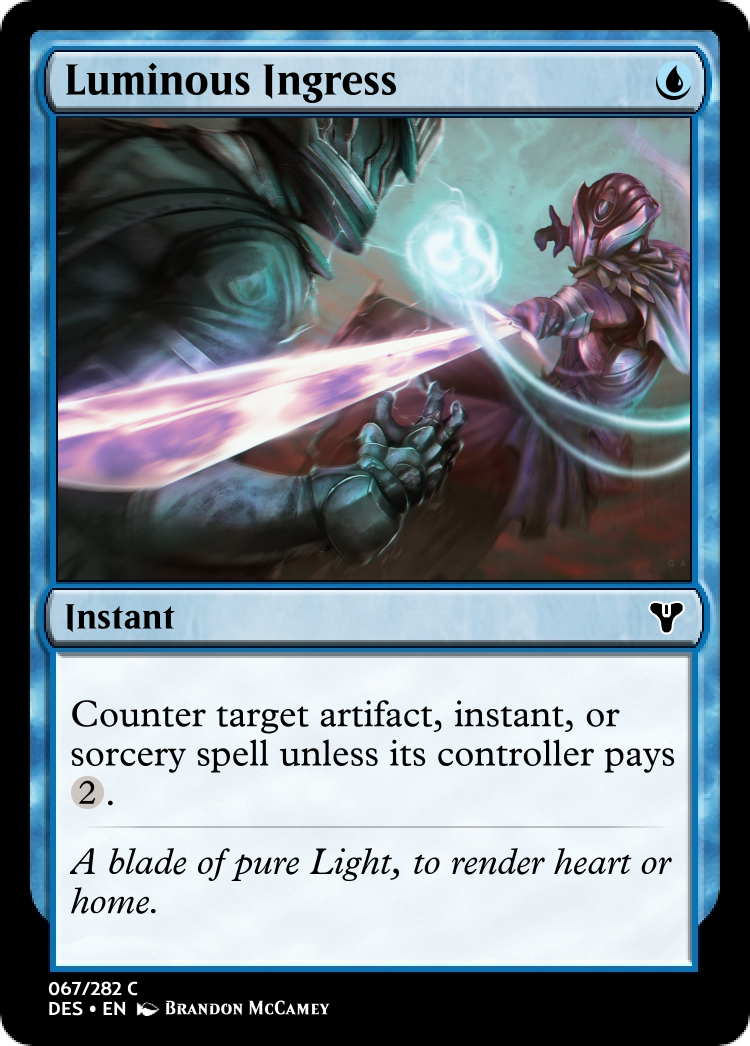 Luminous Ingress
Instant
Counter target artifact, instant, or
sorcery spell unless its controller pays
2.
A blade of pure Light, to render heart or
home.
067/282 C
DES • EN Brandon McCamey